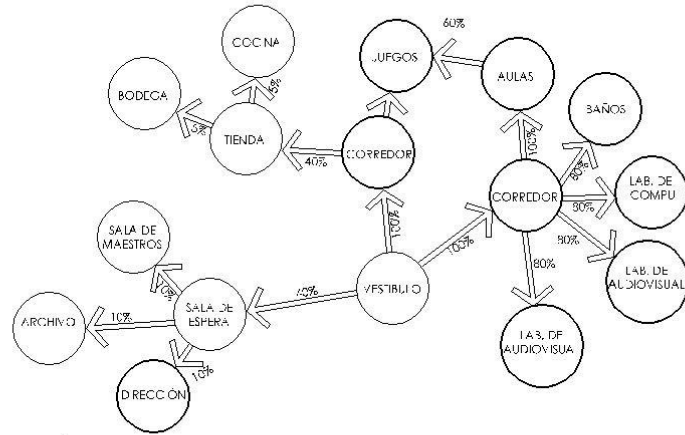 COCINA
JUEGOS
60%
AULAS
BODEGA
5%
5%
BAÑOS
TIENDA
40%
CORREDOR
100%
80%
LAB. DE
COMPU
80%
CORREDOR
SALA DE
MAESTROS
100%
100%
80%
80%
LAB. DE
AUDIOVISUAL
10%
VESTIBULO
SALA DE
ESPERA
ARCHIVO
10%
LAB. DE
AUDIOVISUA
10%
DIRECCIÓN